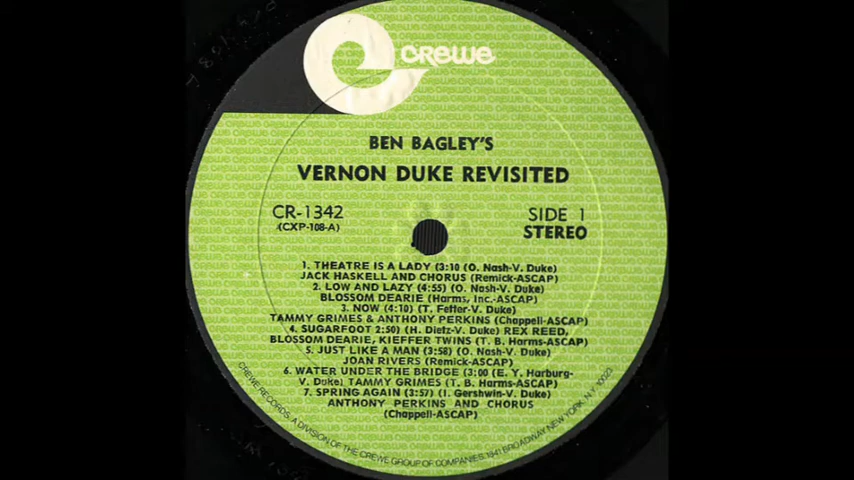 crewe
BEN BAGLEY'S
VERNON DUKE REVISITED
CR-1342
(CXP-108-A)
SIDE 1
STEREO
1. THEATRE IS A LADY (3:10 (O. Nash-V. Duke)
JACK HASKELL AND CHORUS (Remick-ASCAP)
2. LOW AND LAZY (4:55) (O. Nash-V. Duke)
BLOSSOM DEARIE (Harms, Inc.-ASCAP)
3. NOW (4:10) (T. Fetter-V. Duke)
TAMMY GRIMES & ANTHONY PERKINS (Chappell-ASCAP)
4. SUGARFOOT 2:50) (H. Dietz-V. Duke) REX REED,
BLOSSOM DEARIE, KIEFFER TWINS (T. B. Harms-ASCAP)
5. JUST LIKE A MAN (3:58) (O. Nash-V. Duke)
JOAN RIVERS (Remick-ASCAP)
6. WATER UNDER THE BRIDGE (3:00 (E. Y. Harburg-
V. Duke) TAMMY GRIMES (T. B. Harms-ASCAP)
7. SPRING AGAIN (3:57) (I. Gershwin-V. Duke)
ANTHONY PERKINS AND CHORUS
(Chappell-ASCAP)
CREWE RECORDS, A DIVISION OF THE CREWE GROUP OF COMPANIES, 1841 BROADWAY NEW YORK, N.Y. 10023